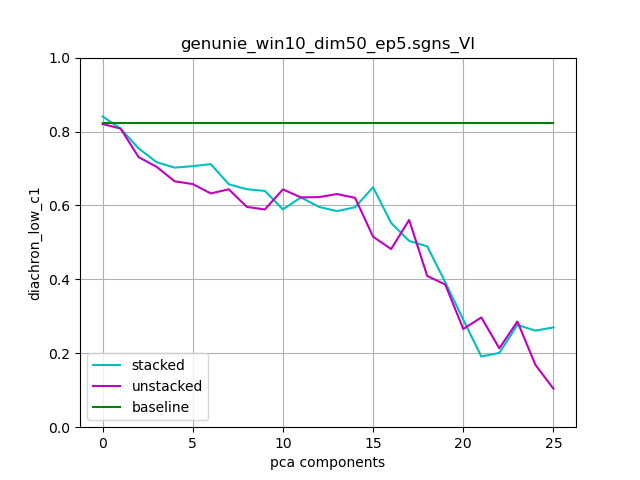 genunie_win10_dim50_ep5.sgns_VI
diachron_low_c1
1.0
0.8
0.6
0.4
0.2
0.0
stacked
unstacked
baseline
0 5 10 15 20 25
pca components